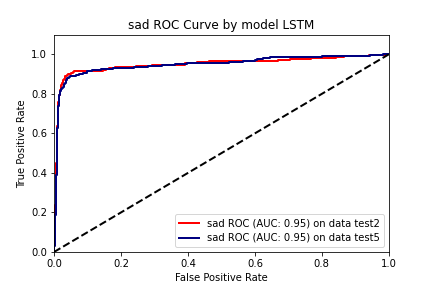 sad ROC Curve by model LSTM
True Positive Rate
1.0
0.8
0.6
0.4
0.2
0.0
sad ROC (AUC: 0.95) on data test2
sad ROC (AUC: 0.95) on data test5
0.0 0.2 0.4 0.6 0.8 1.0
False Positive Rate